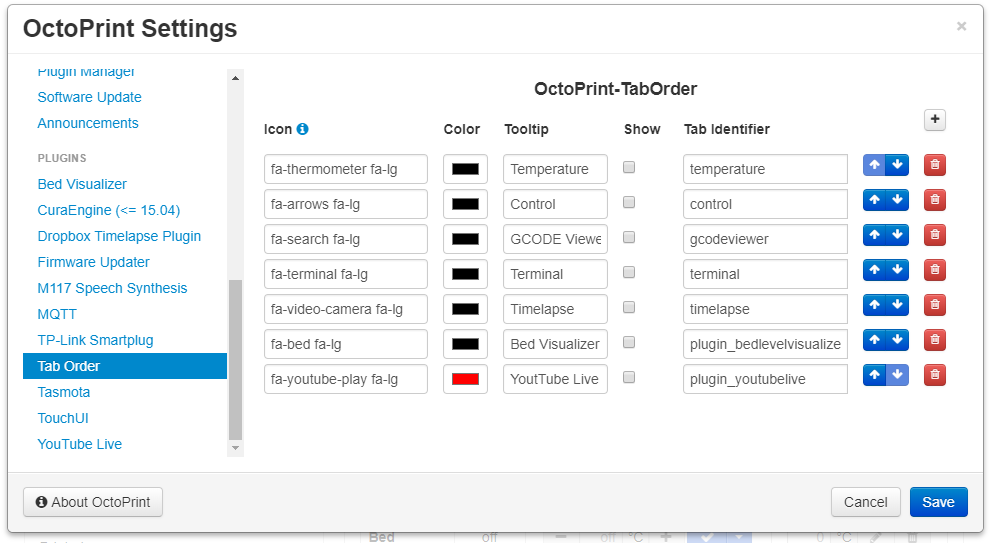 OctoPrint Settings
×
Plugin Manager
Software Update
Announcements
PLUGINS
Bed Visualizer
CuraEngine (<= 15.04)
Dropbox Timelapse Plugin
Firmware Updater
M117 Speech Synthesis
MQTT
TP-Link Smartplug
Tab Order
Tasmota
TouchUI
YouTube Live
OctoPrint-TabOrder
Icon Color Tooltip Show Tab Identifier
fa-thermometer fa-lg Temperature temperature
fa-arrows fa-lg Control control
fa-search fa-lg GCODE Viewe gcodeviewer
fa-terminal fa-lg Terminal terminal
fa-video-camera fa-lg Timelapse timelapse
fa-bed fa-lg Bed Visualizer plugin_bedlevelvisualize
fa-youtube-play fa-lg YoutTube Live plugin_youtubelive
About OctoPrint Cancel Save
Bed off off °C 0 °C